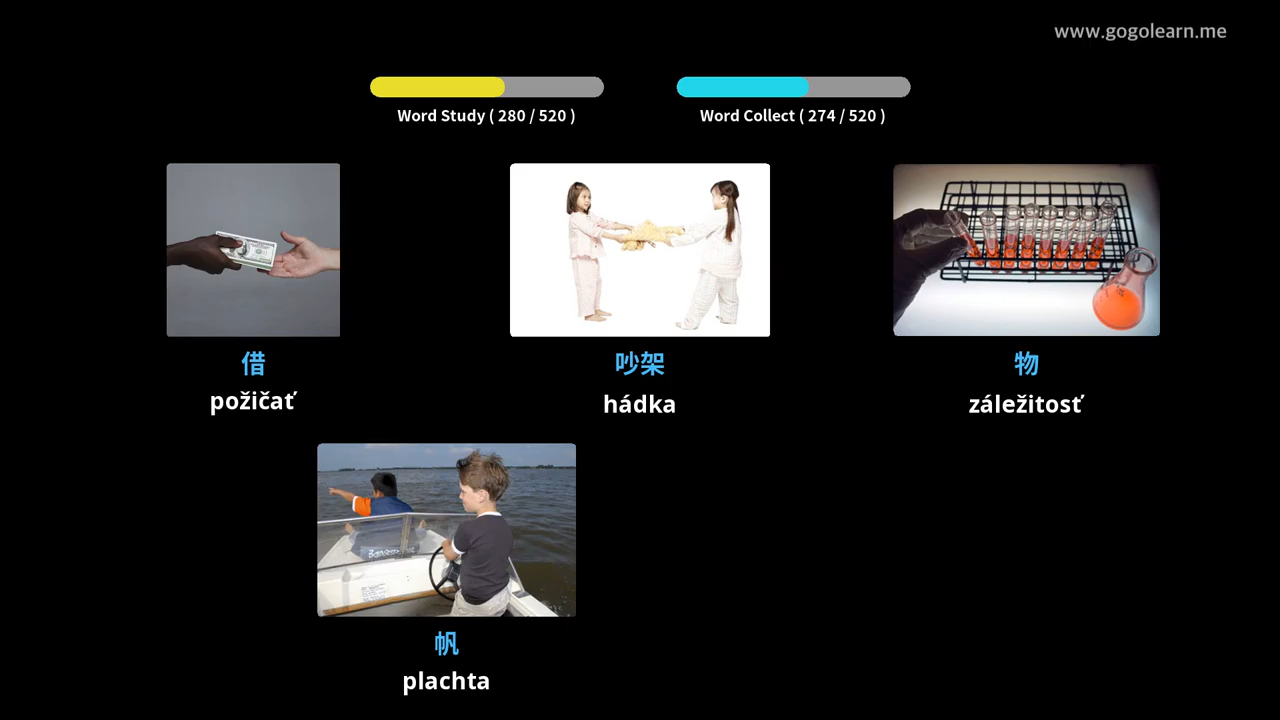 www.gogolearn.me
Word Study ( 280 / 520 )
Word Collect ( 274 / 520 )
借
požičať
吵架
hádka
物
záležitosť
帆
plachta